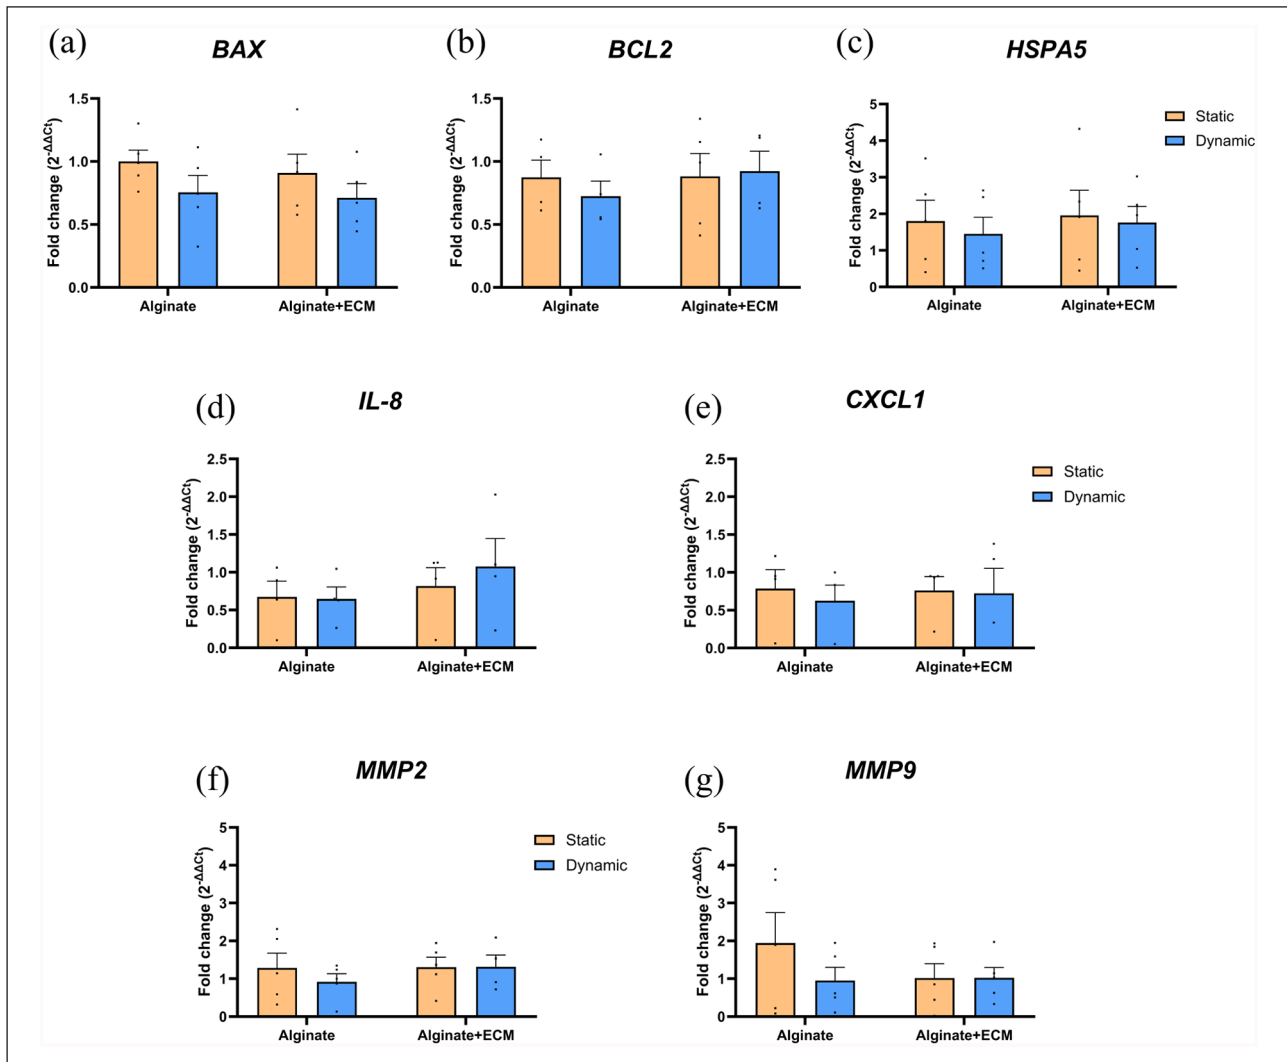 (a) BAX
Fold change (2^-ΔΔCt)
1.5
1.0
0.5
0.0
Alginate Alginate+ECM
(b) BCL2
Fold change (2^-ΔΔCt)
1.5
1.0
0.5
0.0
Alginate Alginate+ECM
(c) HSPA5
Fold change (2^-ΔΔCt)
5
4
3
2
1
0
Alginate Alginate+ECM
Static
Dynamic
(d) IL-8
Fold change (2^-ΔΔCt)
2.5
2.0
1.5
1.0
0.5
0.0
Alginate Alginate+ECM
(e) CXCL1
Fold change (2^-ΔΔCt)
2.5
2.0
1.5
1.0
0.5
0.0
Alginate Alginate+ECM
Static
Dynamic
(f) MMP2
Fold change (2^-ΔΔCt)
5
4
3
2
1
0
Alginate Alginate+ECM
Static
Dynamic
(g) MMP9
Fold change (2^-ΔΔCt)
5
4
3
2
1
0
Alginate Alginate+ECM